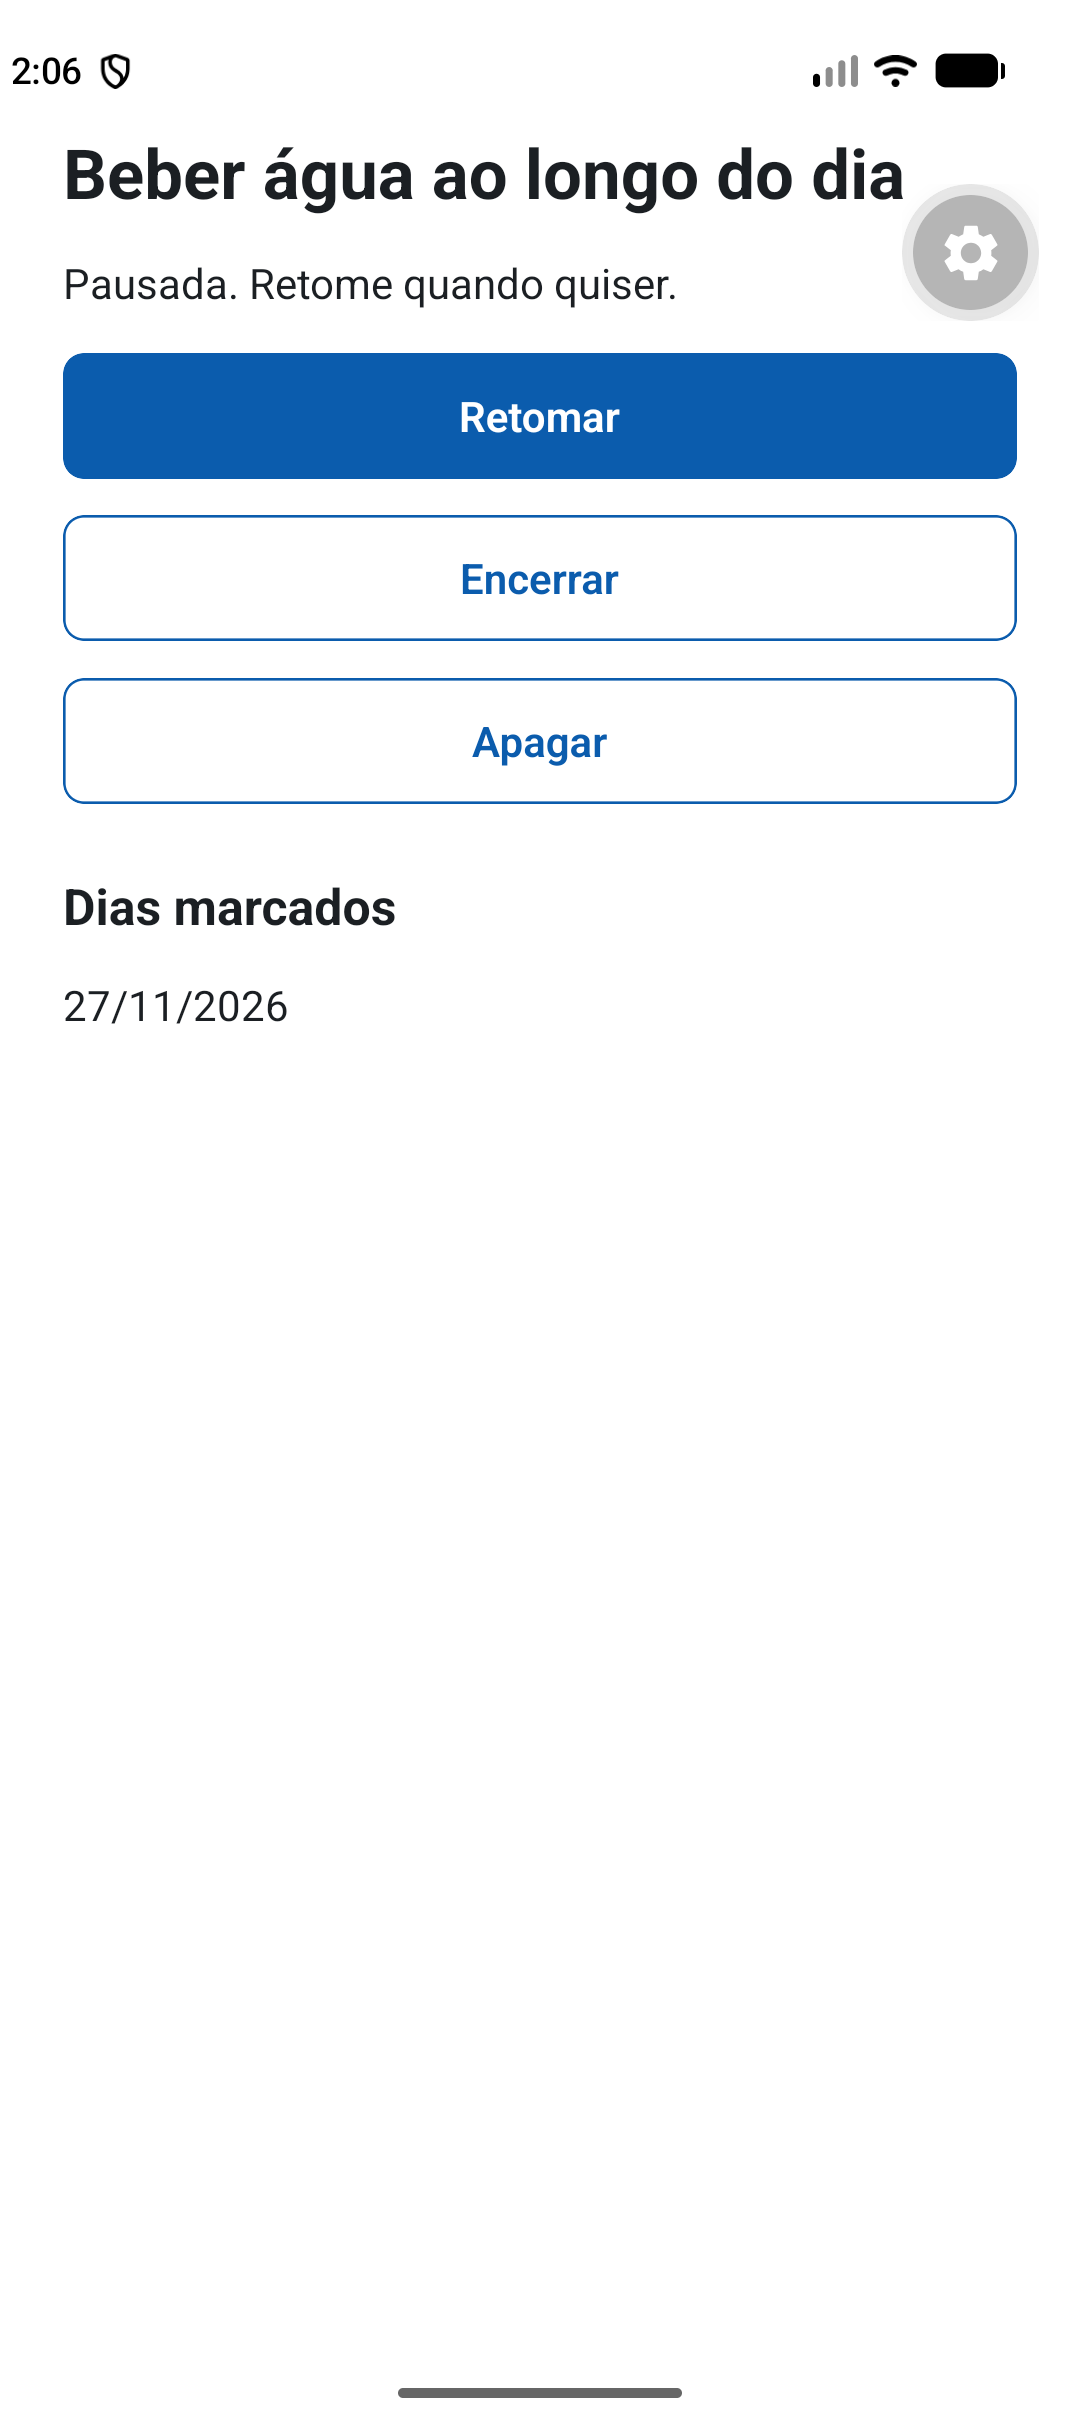 2:06
Beber água ao longo do dia
Pausada. Retome quando quiser.
Retomar
Encerrar
Apagar
Dias marcados
27/11/2026